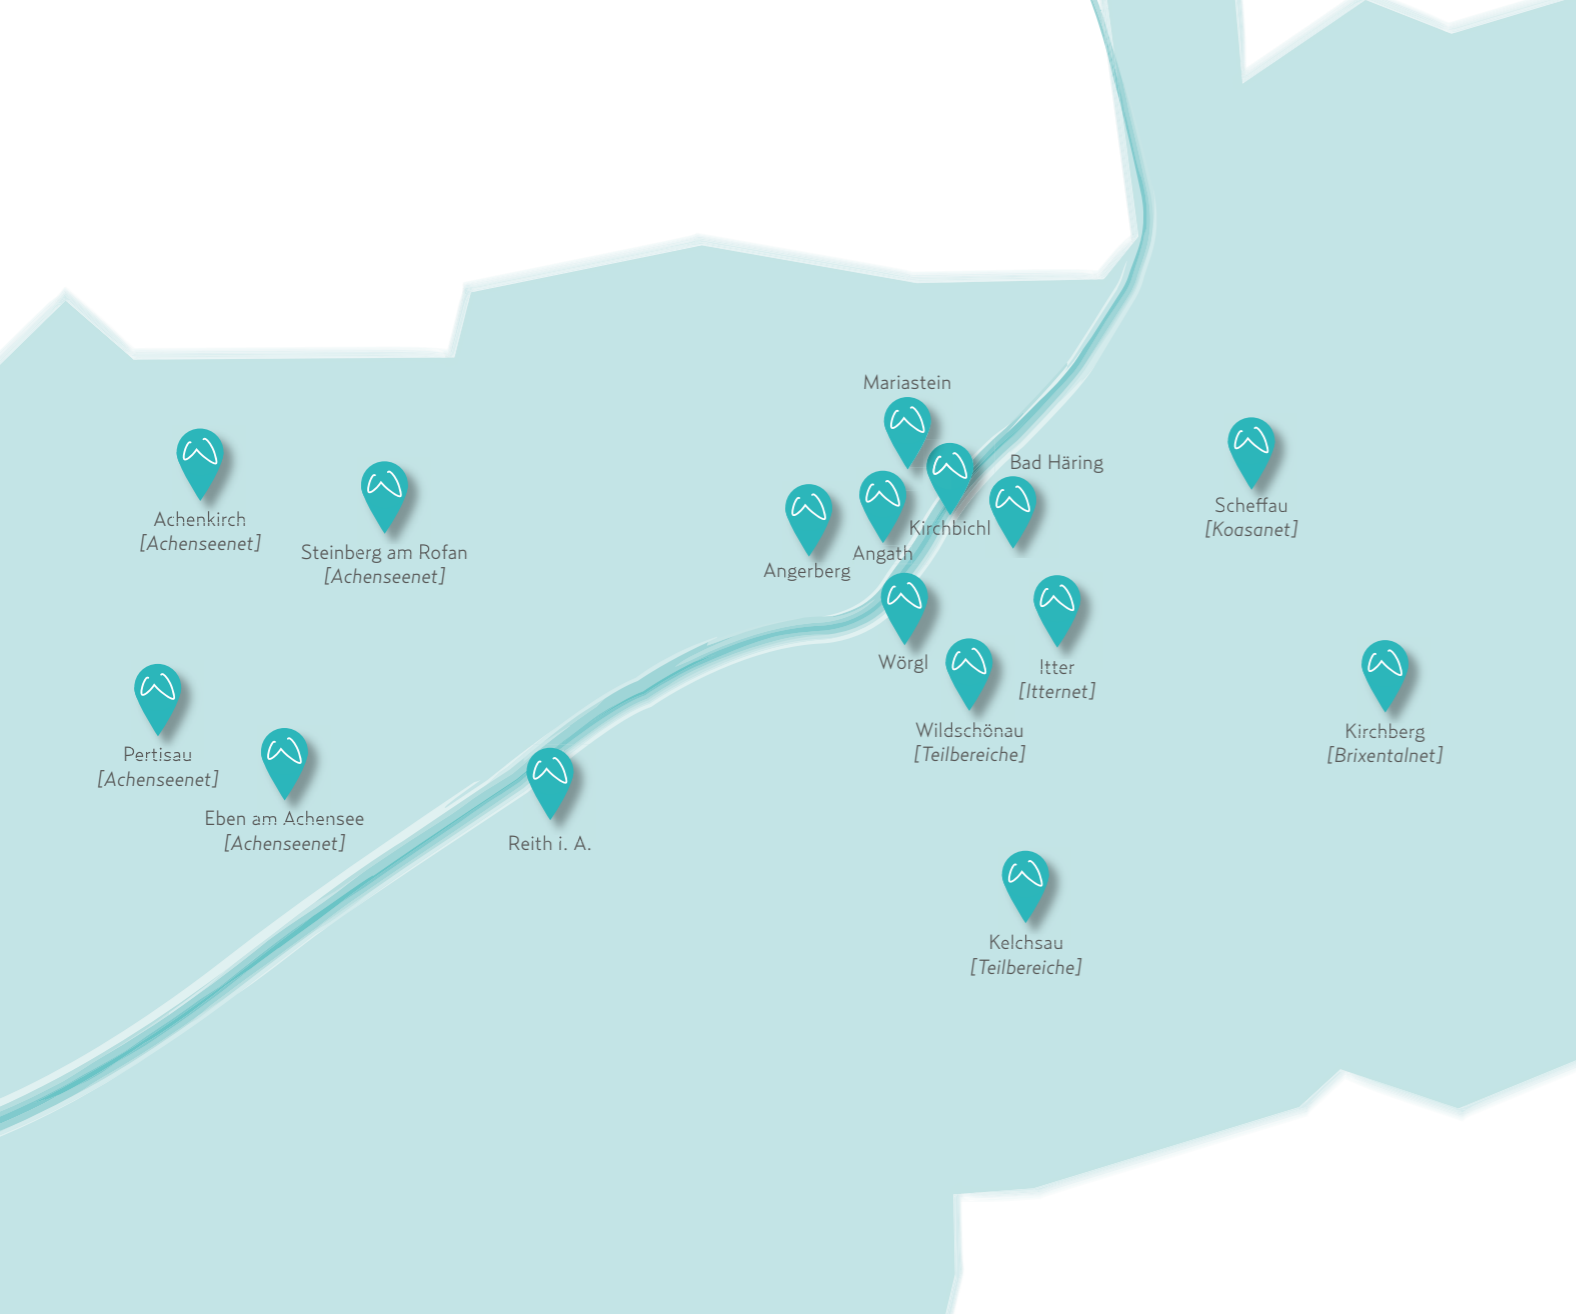 Mariastein
Bad Häring
Scheffau
[Koasanet]
Achenkirch
[Achenseenet]
Kirchbichl
Steinberg am Rofan
[Achenseenet]
Angath
Angerberg
Wörgl
Itter
[Itternet]
Wildschönau
[Teilbereiche]
Kirchberg
[Brixentalnet]
Pertisau
[Achenseenet]
Eben am Achensee
[Achenseenet]
Reith i. A.
Kelchsau
[Teilbereiche]